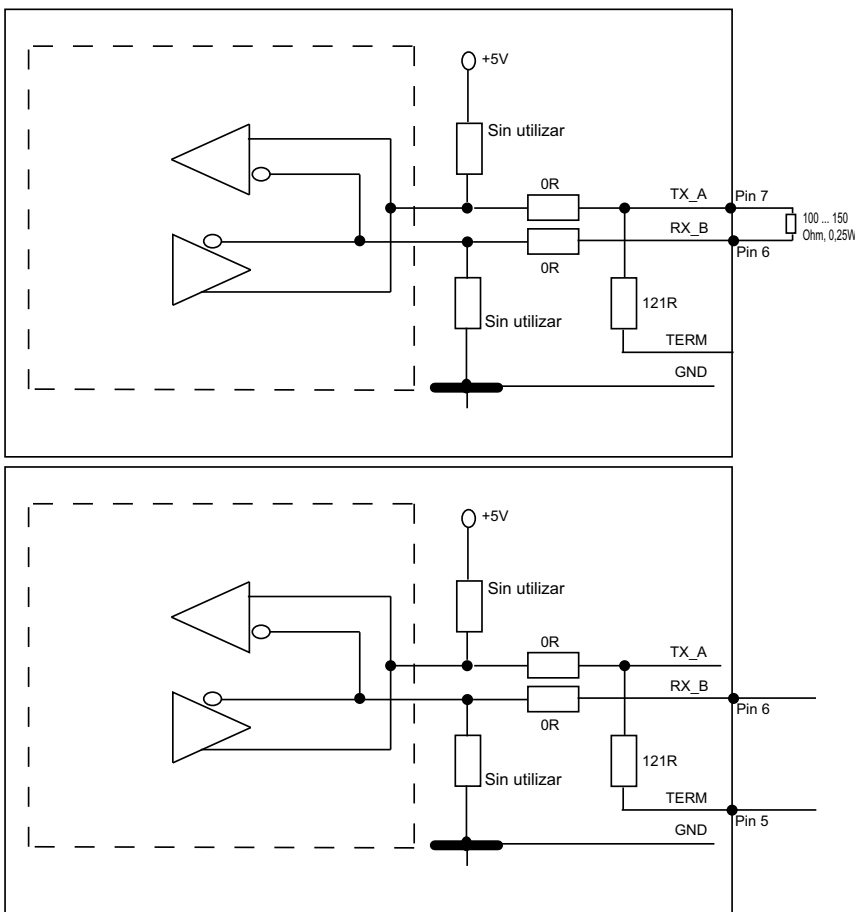 +5V
Sin utilizar
0R
TX_A
Pin 7
100 ... 150
Ohm, 0,25W
RX_B
Pin 6
0R
121R
Sin utilizar
TERM
GND
+5V
Sin utilizar
0R
TX_A
RX_B
Pin 6
0R
121R
Sin utilizar
TERM
Pin 5
GND